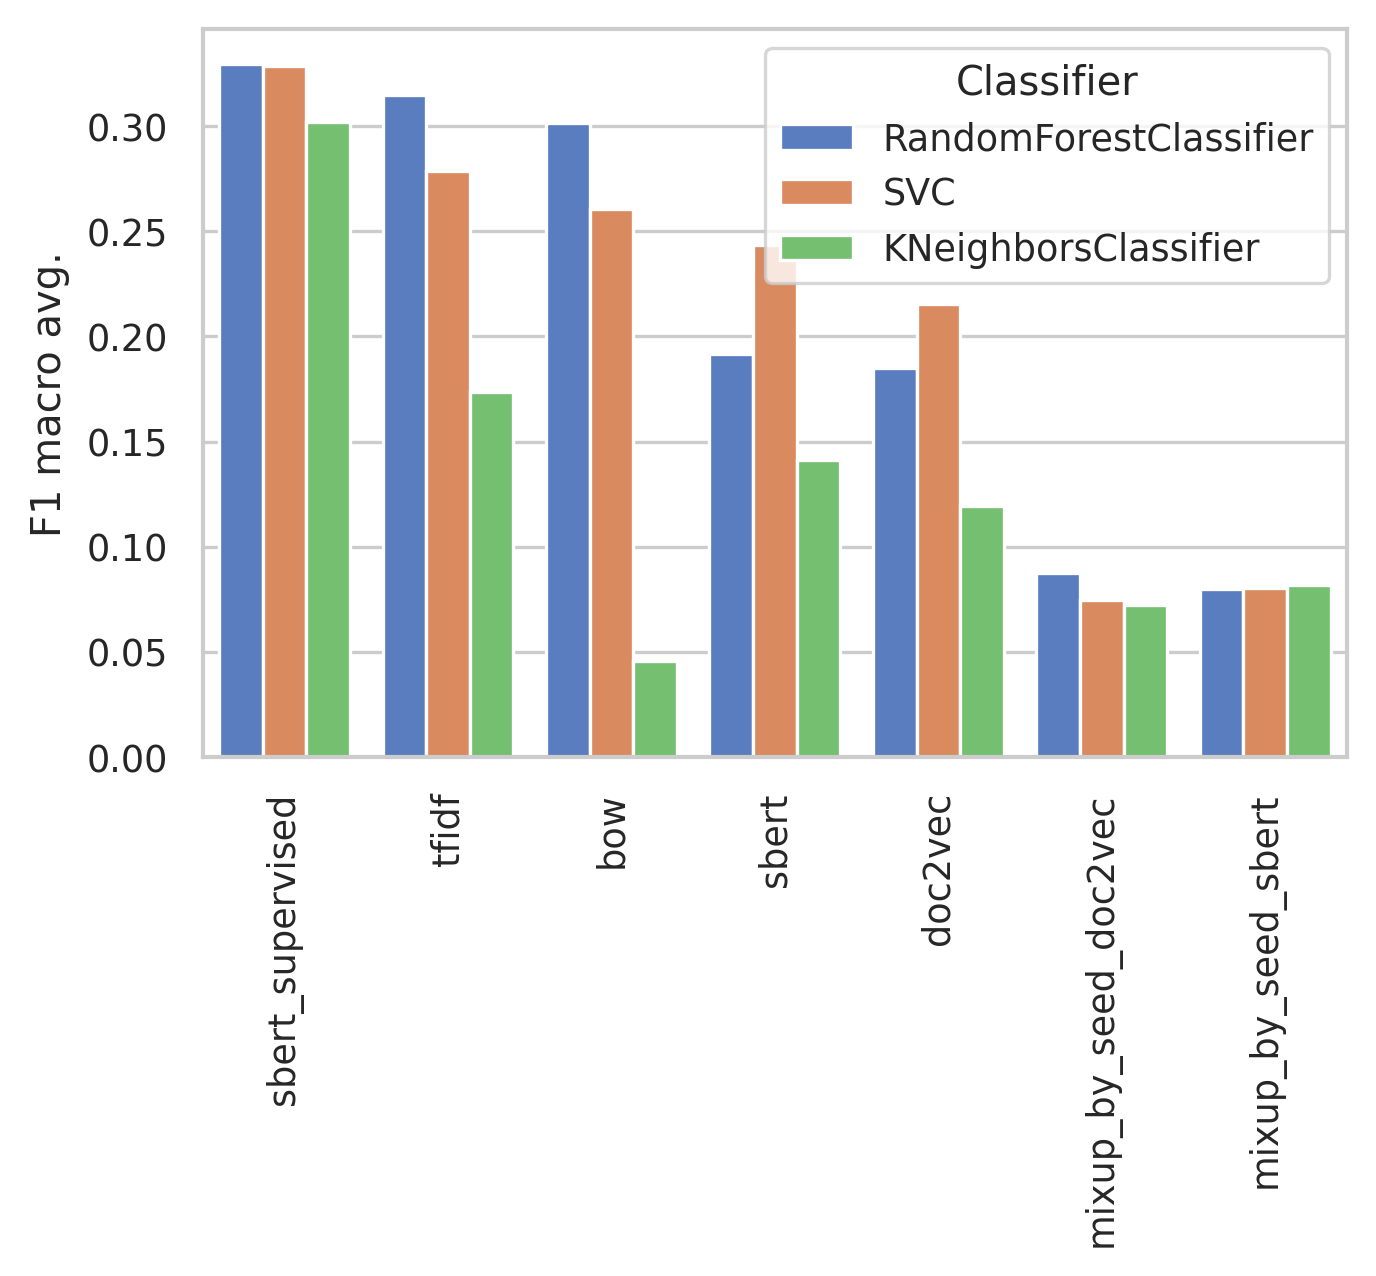 Classifier
RandomForestClassifier
SVC
KNeighborsClassifier
F1 macro avg.
0.30
0.25
0.20
0.15
0.10
0.05
0.00
sbert_supervised
tfidf
bow
sbert
doc2vec
mixup_by_seed_doc2vec
mixup_by_seed_sbert